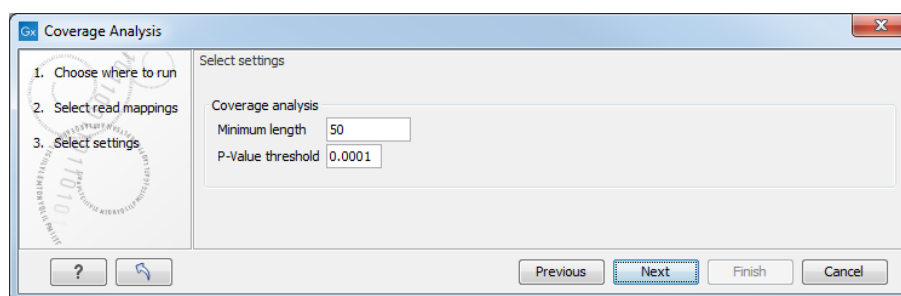 Gx Coverage Analysis
x
1. Choose where to run
2. Select read mappings
3. Select settings
Select settings
Coverage analysis
Minimum length 50
P-Value threshold 0.0001
?
Previous Next Finish Cancel